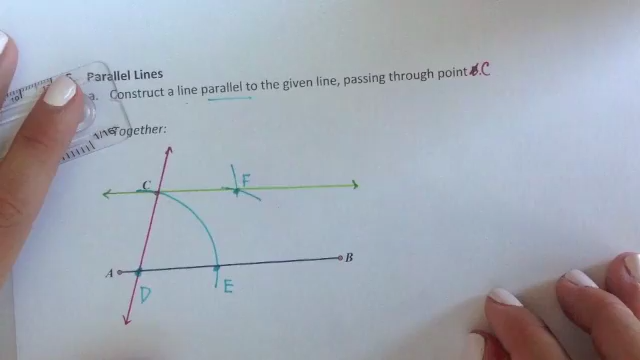 Parallel Lines
a. Construct a line parallel to the given line, passing through point C
Together:
C
F
A
B
D
E